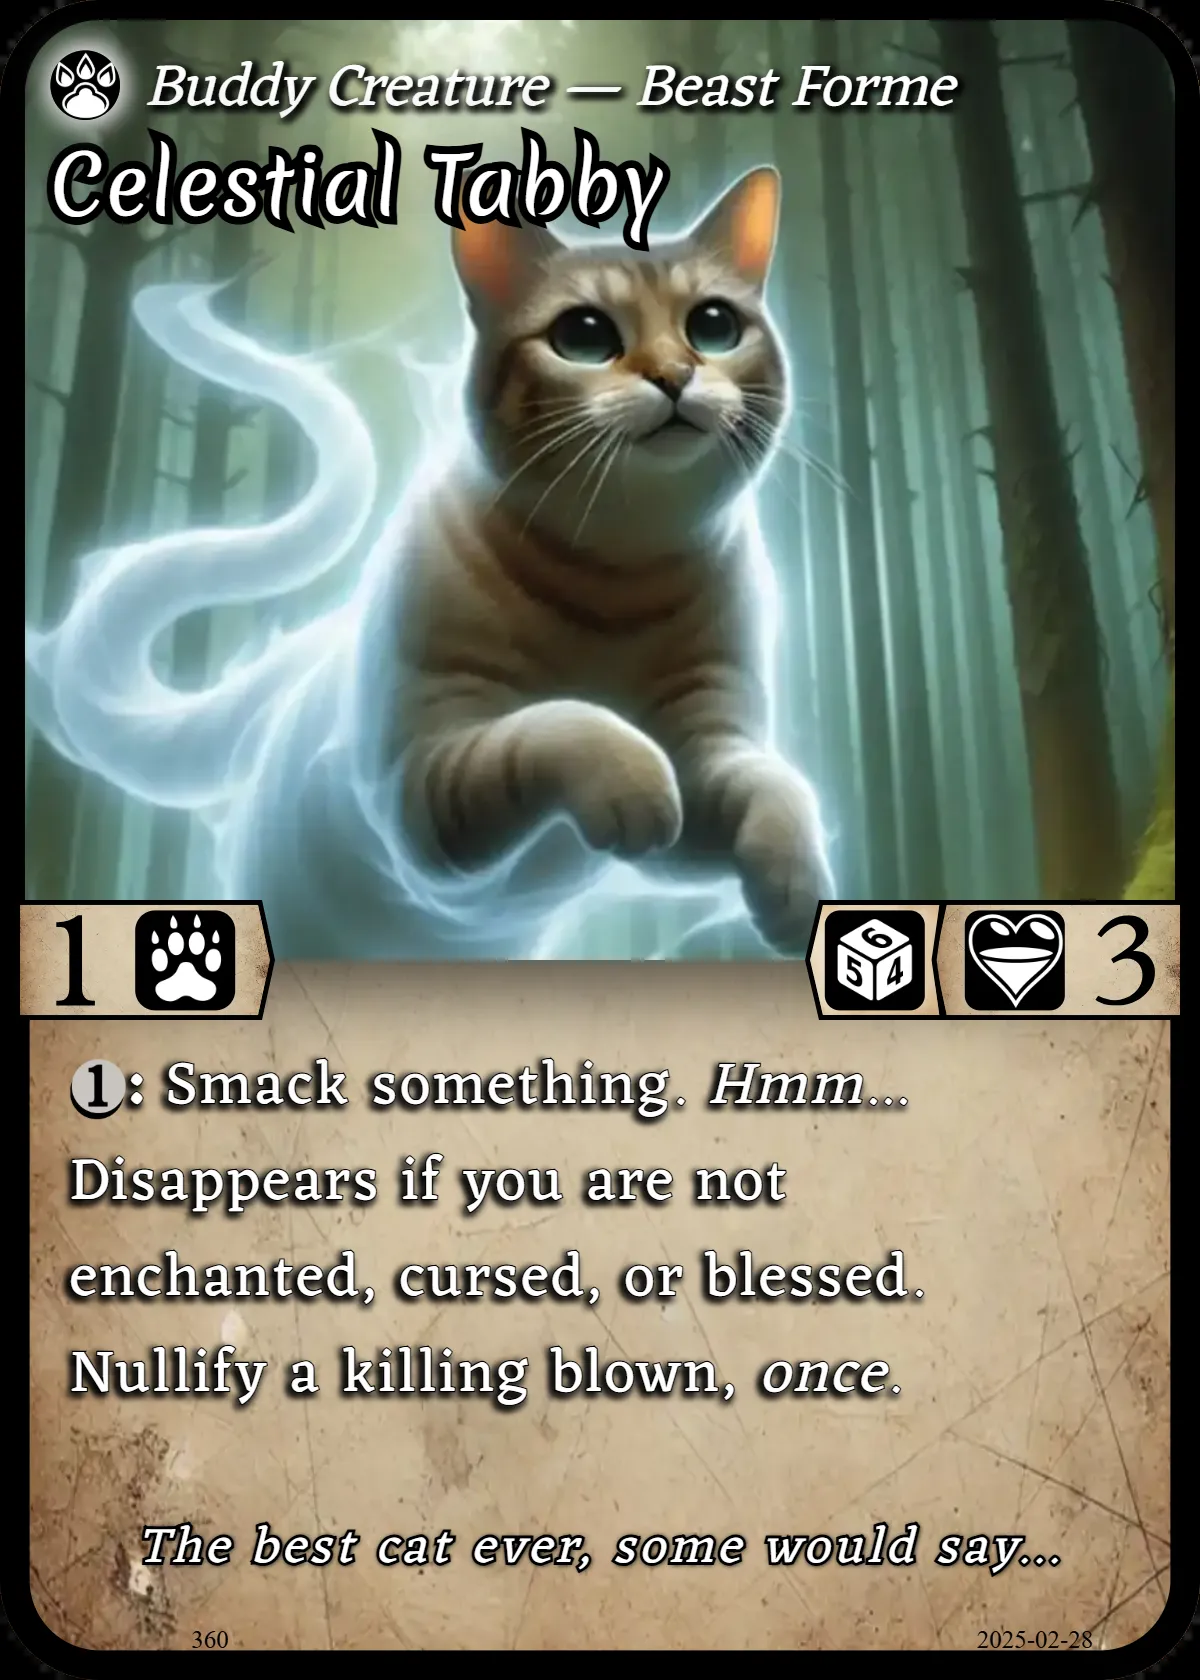 Buddy Creature — Beast Forme
Celestial Tabby
1
6
5 4
3
1: Smack something. Hmm...
Disappears if you are not
enchanted, cursed, or blessed.
Nullify a killing blown, once.
The best cat ever, some would say...
360
2025-02-28